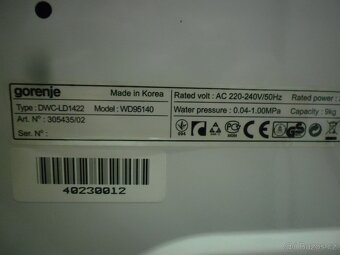 gorenje
Made in Korea
Type : DWC-LD1422 Model : WD95140
Art. N° : 305435/02
Ser. N° :
Rated volt : AC 220-240V/50Hz Rated power :
Water pressure : 0.04-1.00MPa Capacity : 9kg
40230012